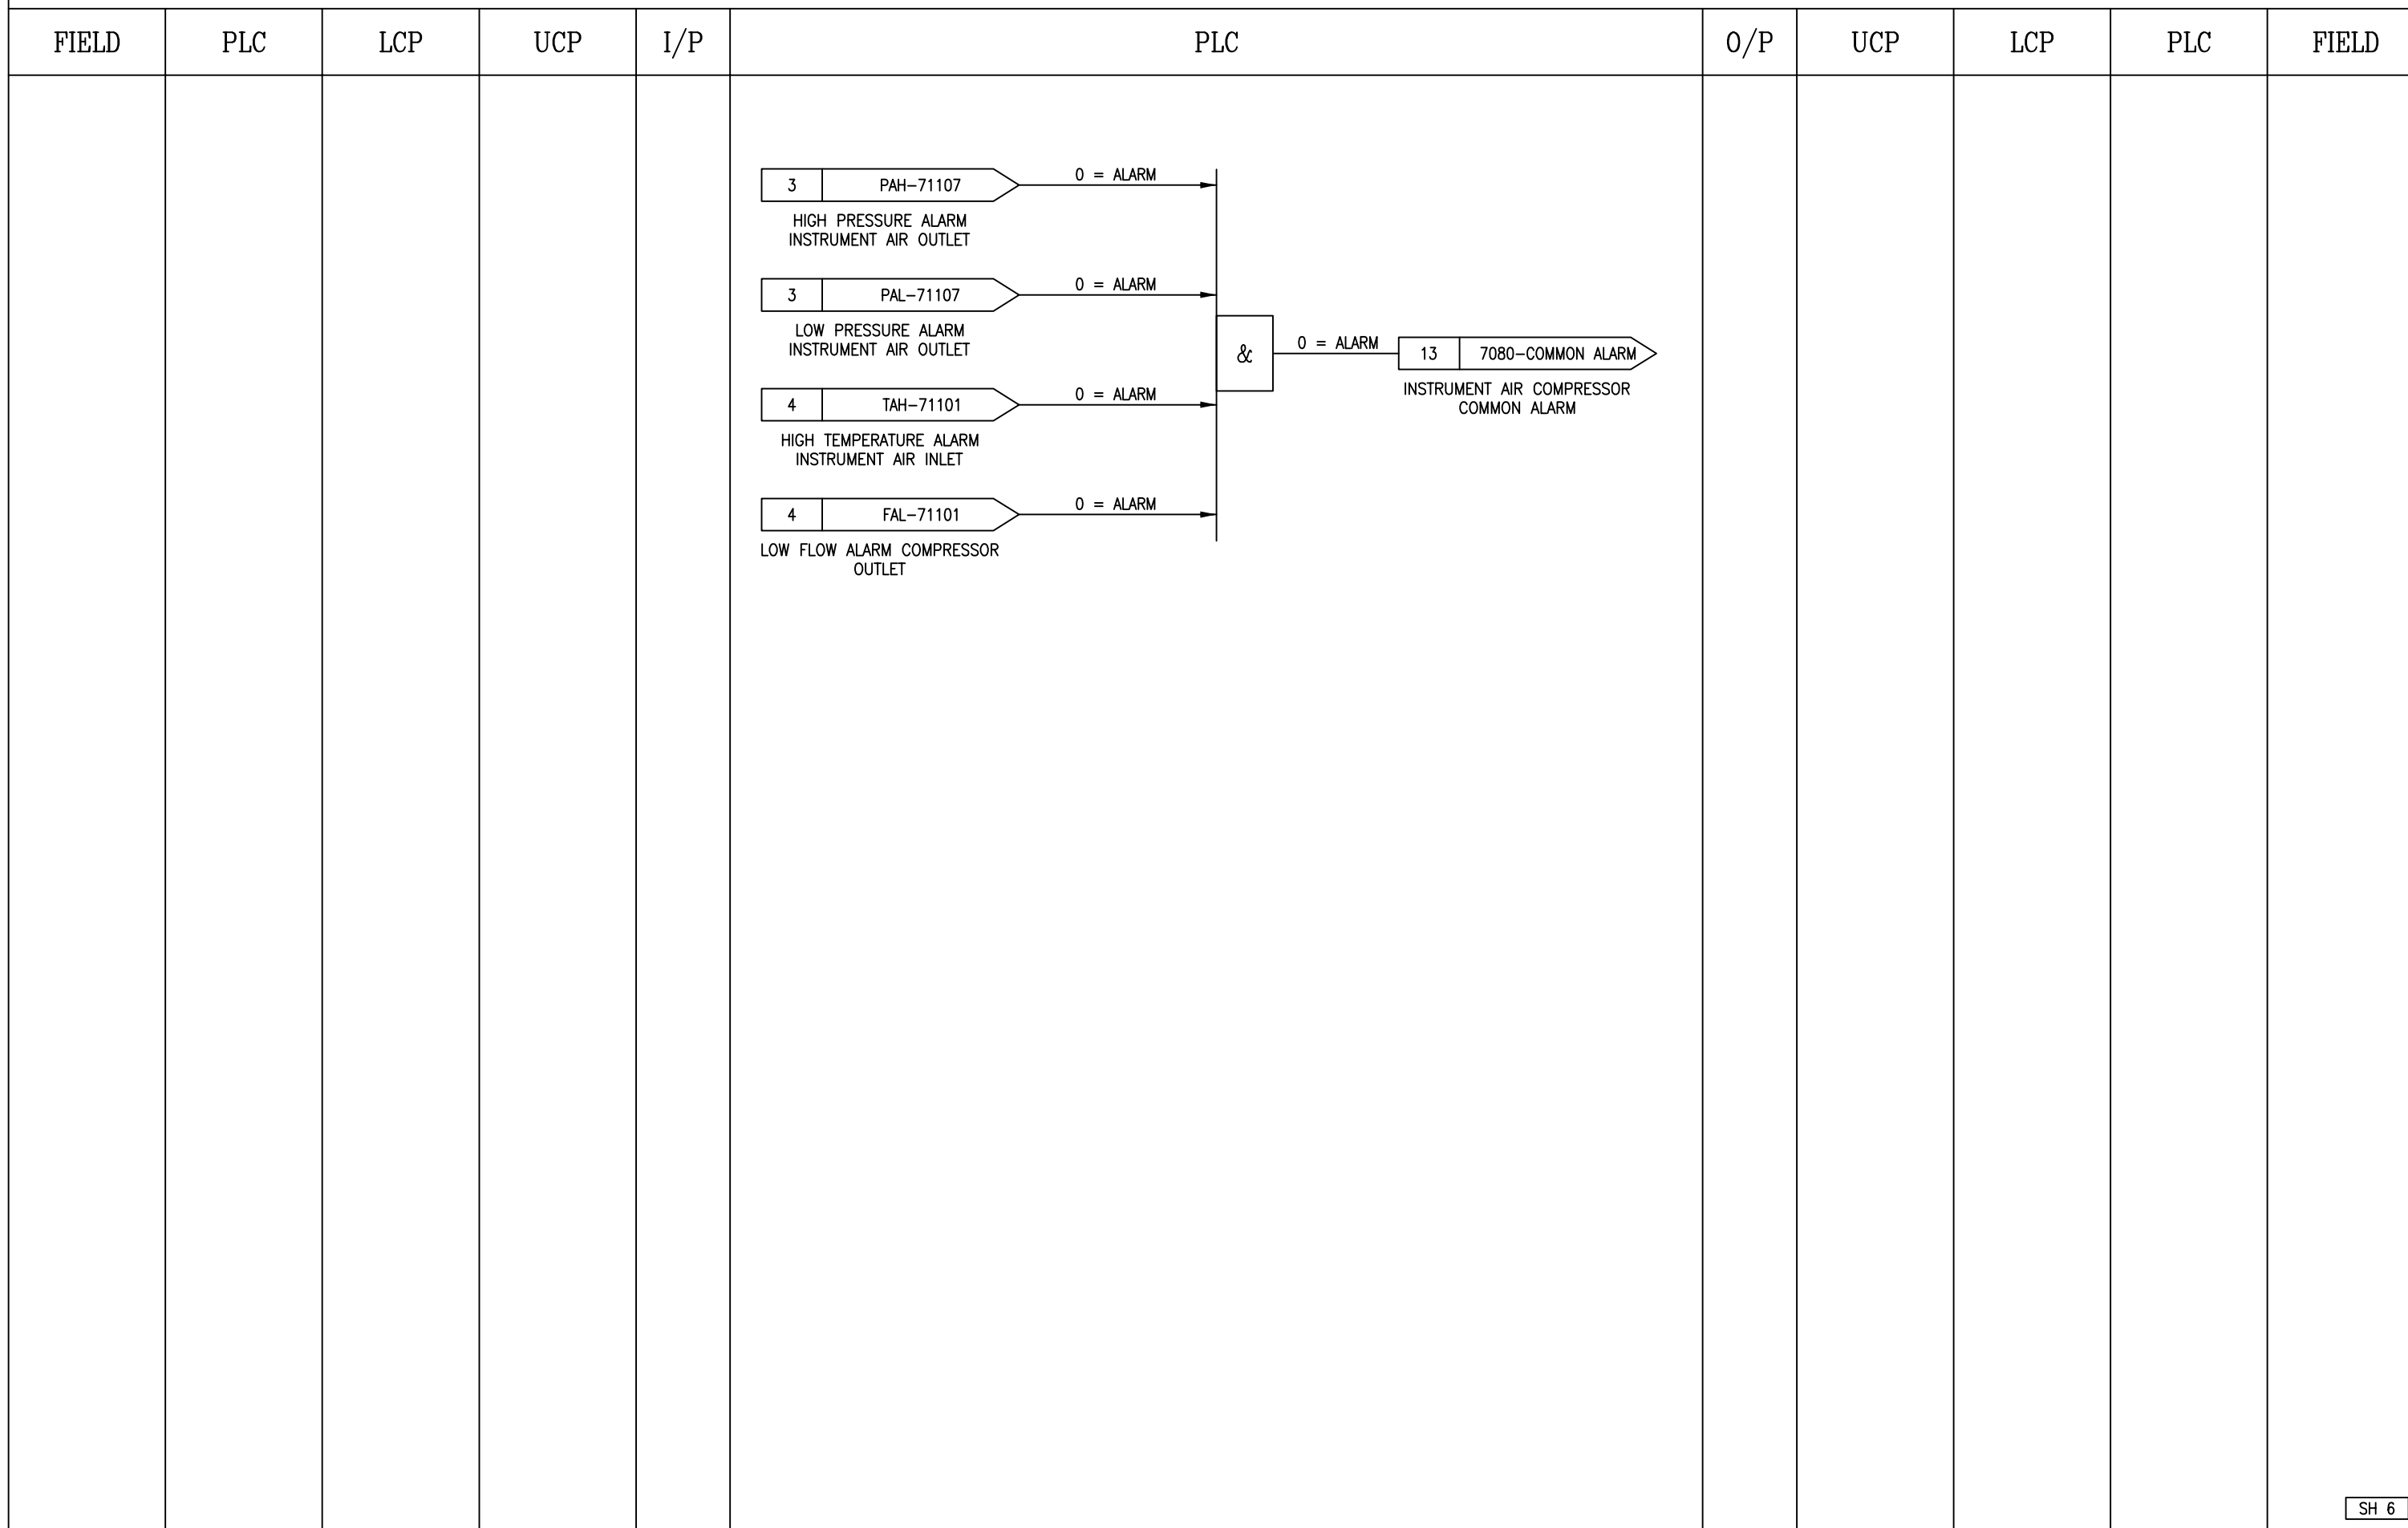 FIELD PLC LCP UCP I/P PLC O/P UCP LCP PLC FIELD
3 PAH-71107 0 = ALARM
HIGH PRESSURE ALARM
INSTRUMENT AIR OUTLET
3 PAL-71107 0 = ALARM
LOW PRESSURE ALARM
INSTRUMENT AIR OUTLET
& 0 = ALARM 13 7080-COMMON ALARM
INSTRUMENT AIR COMPRESSOR
COMMON ALARM
4 TAH-71101 0 = ALARM
HIGH TEMPERATURE ALARM
INSTRUMENT AIR INLET
4 FAL-71101 0 = ALARM
LOW FLOW ALARM COMPRESSOR
OUTLET
SH 6